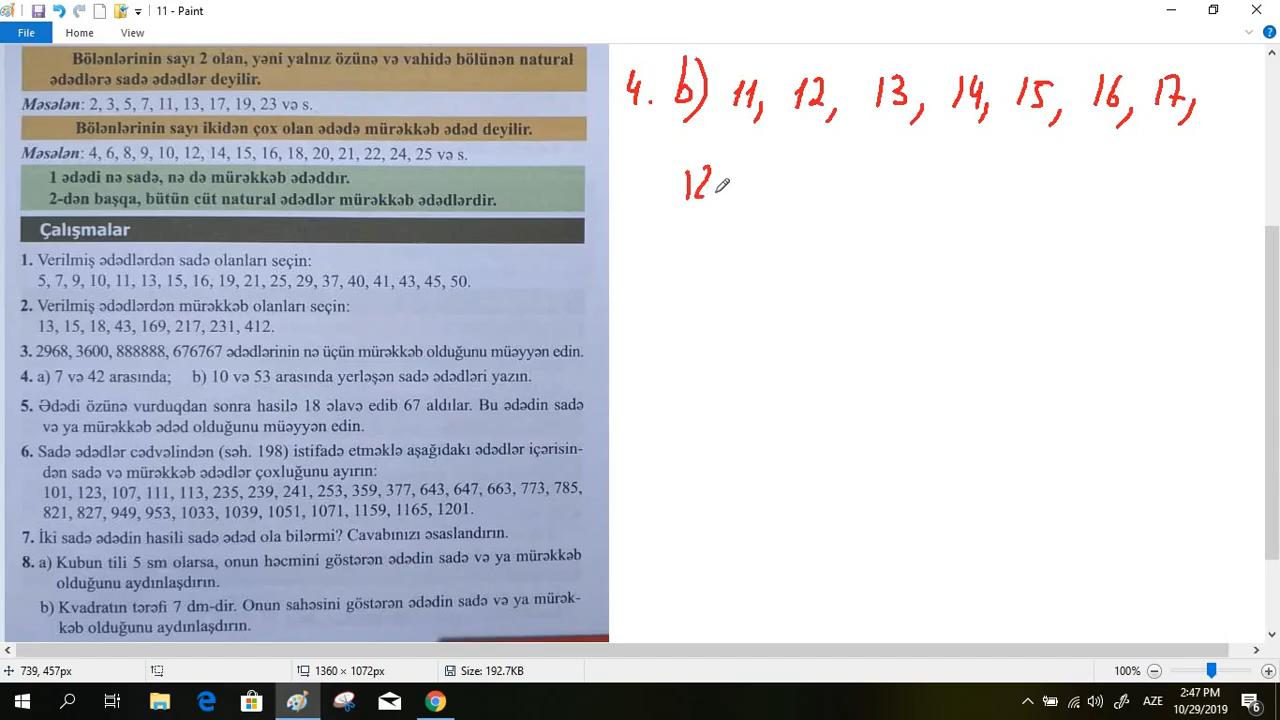 11 - Paint
File Home View
Bölənlərinin sayı 2 olan, yəni yalnız özünə və vahidə bölünən natural
ədədlərə sadə ədədlər deyilir.
Məsələn: 2, 3, 5, 7, 11, 13, 17, 19, 23 və s.
Bölənlərinin sayı ikidən çox olan ədədə mürəkkəb ədəd deyilir.
Məsələn: 4, 6, 8, 9, 10, 12, 14, 15, 16, 18, 20, 21, 22, 24, 25 və s.
1 ədədi nə sadə, nə də mürəkkəb ədəddır.
2-dən başqa, bütün cüt natural ədədlər mürəkkəb ədədlərdir.
Çalışmalar
1. Verilmiş ədədlərdən sadə olanları seçin:
5, 7, 9, 10, 11, 13, 15, 16, 19, 21, 25, 29, 37, 40, 41, 43, 45, 50.
2. Verilmiş ədədlərdən mürəkkəb olanları seçin:
13, 15, 18, 43, 169, 217, 231, 412.
3. 2968, 3600, 888888, 676767 ədədlərinin nə üçün mürəkkəb olduğunu müəyyən edin.
4. a) 7 və 42 arasında; b) 10 və 53 arasında yerləşən sadə ədədləri yazın.
5. Ədədi özünə vurduqdan sonra hasilə 18 əlavə edib 67 aldılar. Bu ədədin sadə
və ya mürəkkəb ədəd olduğunu müəyyən edin.
6. Sadə ədədlər cədvəlindən (səh. 198) istifadə etməklə aşağıdakı ədədlər içərisin-
dən sadə və mürəkkəb ədədlər çoxluğunu ayırın:
101, 123, 107, 111, 113, 235, 239, 241, 253, 359, 377, 643, 647, 663, 773, 785,
821, 827, 949, 953, 1033, 1039, 1051, 1071, 1159, 1165, 1201.
7. İki sadə ədədin hasili sadə ədəd ola bilərmi? Cavabınızı əsaslandırın.
8. a) Kubun tili 5 sm olarsa, onun həcmini göstərən ədədin sadə və ya mürəkkəb
olduğunu aydınlaşdırın.
b) Kvadratın tərəfi 7 dm-dir. Onun sahəsini göstərən ədədin sadə və ya mürək-
kəb olduğunu aydınlaşdırın.
4. b) 11, 12, 13, 14, 15, 16, 17,
12
739, 457px 1360 × 1072px Size: 192.7KB 100%
AZE 2:47 PM 10/29/2019 6